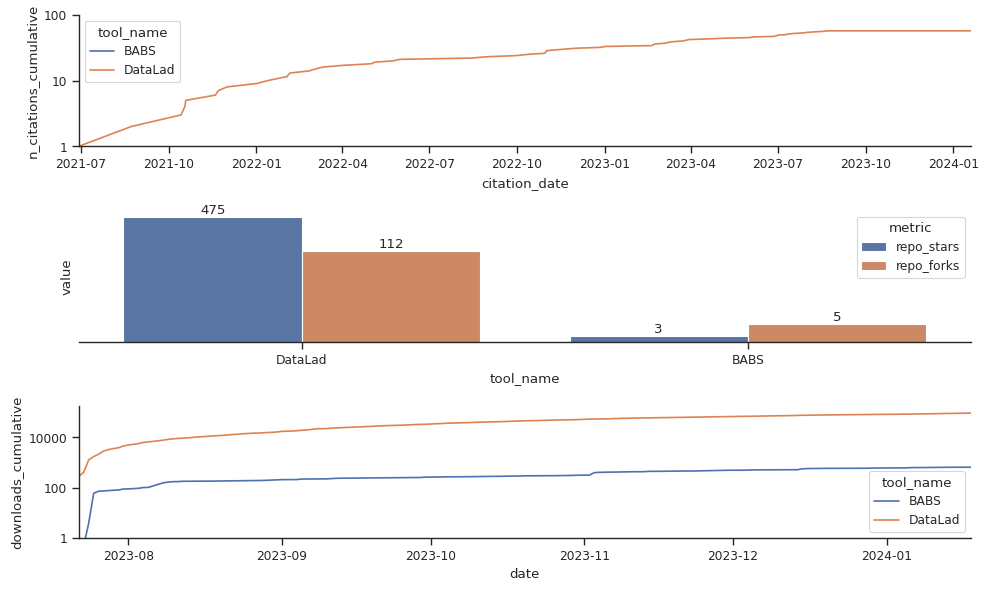 n_citations_cumulative
100
10
1
tool_name
BABS
DataLad
2021-07 2021-10 2022-01 2022-04 2022-07 2022-10 2023-01 2023-04 2023-07 2023-10 2024-01
citation_date
value
475
112
3
5
metric
repo_stars
repo_forks
DataLad BABS
tool_name
downloads_cumulative
10000
100
1
tool_name
BABS
DataLad
2023-08 2023-09 2023-10 2023-11 2023-12 2024-01
date